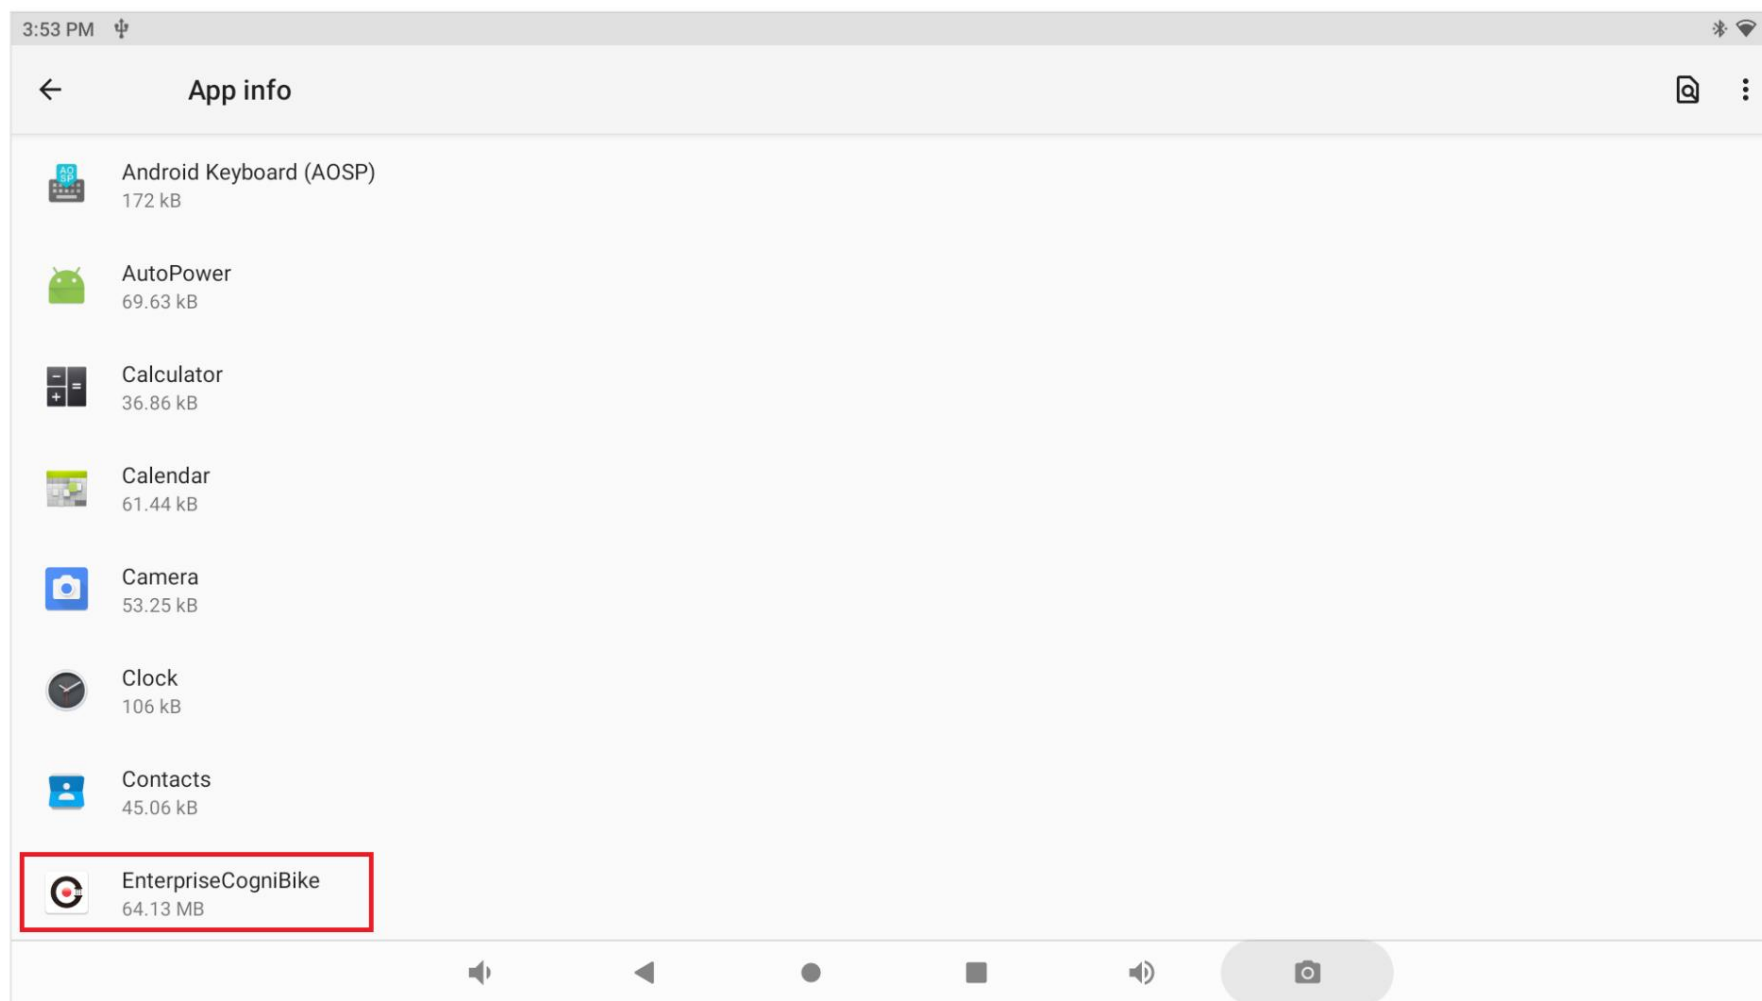 3:53 PM
App info
Android Keyboard (AOSP)
172 kB
AutoPower
69.63 kB
Calculator
36.86 kB
Calendar
61.44 kB
Camera
53.25 kB
Clock
106 kB
Contacts
45.06 kB
EnterpriseCogniBike
64.13 MB